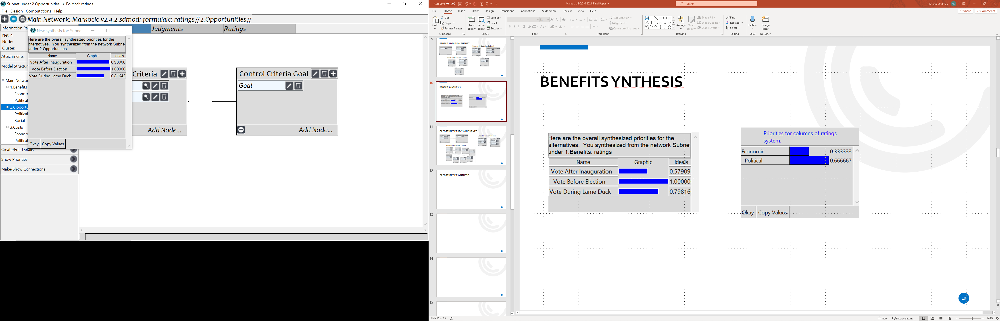 Subnet under 2.Opportunities -> Political: ratings
File Design Computations Help
Main Network: Markocic v2.4.2.sdmod: formulaic: ratings//2.Opportunities//
Information Pa
Net: 4
Node:
Cluster:
Attachments
Model Structur
Main Networ
1.Benefits
Econom
Political
2.Opportu
Political
Social
3.Costs
Econom
Political
Create/Edit Details
Show Priorities
Make/Show Connections
New synthesis for: Subne...
Here are the overall synthesized priorities for the
alternatives. You synthesized from the network Subne
under 2.Opportunities
Name Graphic Ideals
Vote After Inauguration 0.98000
Vote Before Election 1.00000
Vote During Lame Duck 0.81642
Okay Copy Values
Judgments Ratings
Criteria
Add Node...
Control Criteria Goal
Goal
Add Node...
AutoSave Off
Markocic_BQOM 2521_Final Paper
Search
Adrian Markocic AM
File Home Insert Draw Design Transitions Animations Slide Show Review View Help
Share Comments
Paste
Cut
Copy
Format Painter
Clipboard
New Slide
Reuse Slides
Layout
Reset
Section
Slides
32
B I U S ab AV Aa A
Font
Text Direction
Align Text
Convert to SmartArt
Paragraph
Arrange
Quick Styles
Shape Fill
Shape Outline
Shape Effects
Drawing
Find
Replace
Select
Editing
Dictate
Voice
Design Ideas
Designer
9
BENEFITS DECISION SUBNET
Economic Decision Subnet
Political Decision Subnet
10
BENEFITS YNTHESIS
11
OPPORTUNITIES DECISION SUBNET
Social Decision Subnet
Political Decision Subnet
12
OPPORTUNITIES SYNTHESIS
13
14
15
BENEFITS YNTHESIS
Here are the overall synthesized priorities for the
alternatives. You synthesized from the network Subne
under 1.Benefits: ratings
Name Graphic Ideals
Vote After Inauguration 0.57909
Vote Before Election 1.00000
Vote During Lame Duck 0.79816
Priorities for columns of ratings
system.
Economic 0.333333
Political 0.666667
Okay Copy Values
10
Slide 10 of 23
Notes Display Settings 165%